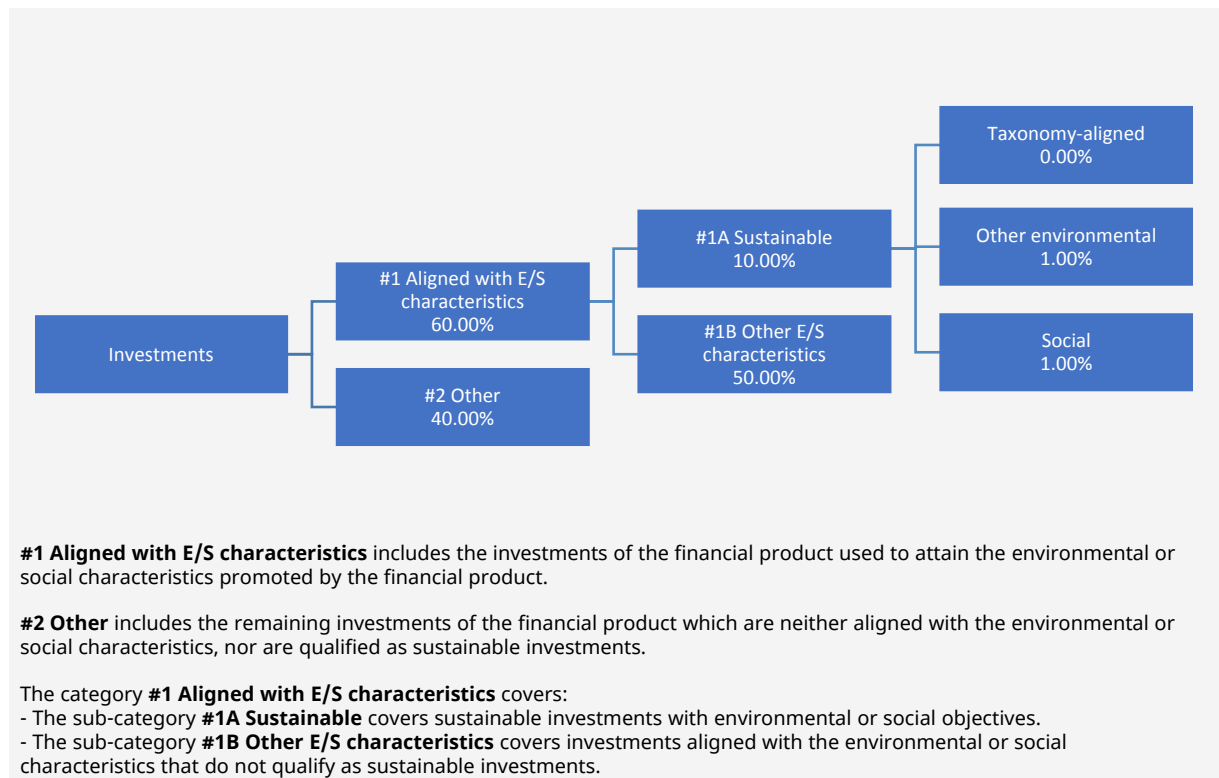 Taxonomy-aligned
0.00%
#1A Sustainable
10.00%
Other environmental
1.00%
#1 Aligned with E/S
characteristics
60.00%
Investments
#1B Other E/S
characteristics
50.00%
Social
1.00%
#2 Other
40.00%
#1 Aligned with E/S characteristics includes the investments of the financial product used to attain the environmental or
social characteristics promoted by the financial product.
#2 Other includes the remaining investments of the financial product which are neither aligned with the environmental or
social characteristics, nor are qualified as sustainable investments.
The category #1 Aligned with E/S characteristics covers:
- The sub-category #1A Sustainable covers sustainable investments with environmental or social objectives.
- The sub-category #1B Other E/S characteristics covers investments aligned with the environmental or social
characteristics that do not qualify as sustainable investments.